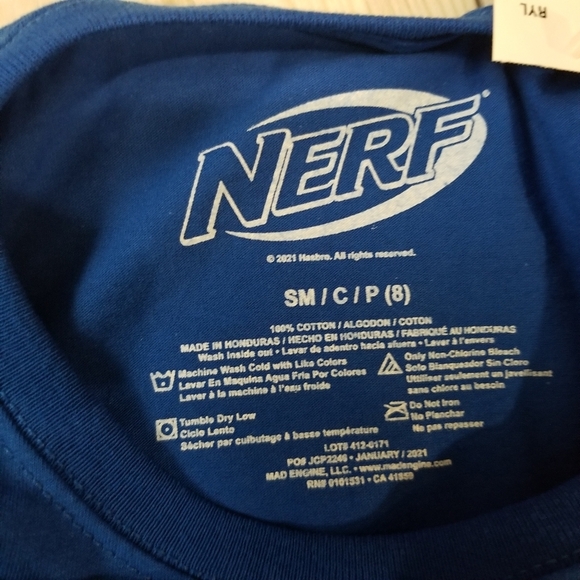 RYL
NERF
© 2021 Hasbro. All rights reserved.
SM / C / P (8)
100% COTTON / ALGODON / COTON
MADE IN HONDURAS / HECHO EN HONDURAS / FABRIQUÉ AU HONDURAS
Wash Inside out • Lavar de adentro hacia afuera • Laver à l'envers
Machine Wash Cold with Like Colors
Lavar En Maquina Agua Fria Por Colores
Laver à la machine à l'eau froide
Only Non-Chlorine Bleach
Solo Blanqueador Sin Cloro
Utiliser seulement un javellisant
sans chlore au besoin
Tumble Dry Low
Ciclo Lento
Sécher par culbutage à basse température
Do Not Iron
No Planchar
Ne pas repasser
LOT# 412-0171
PO# JCP2246 • JANUARY / 2021
MAD ENGINE, LLC. • www.madengine.com
RN# 0101531 • CA 41859